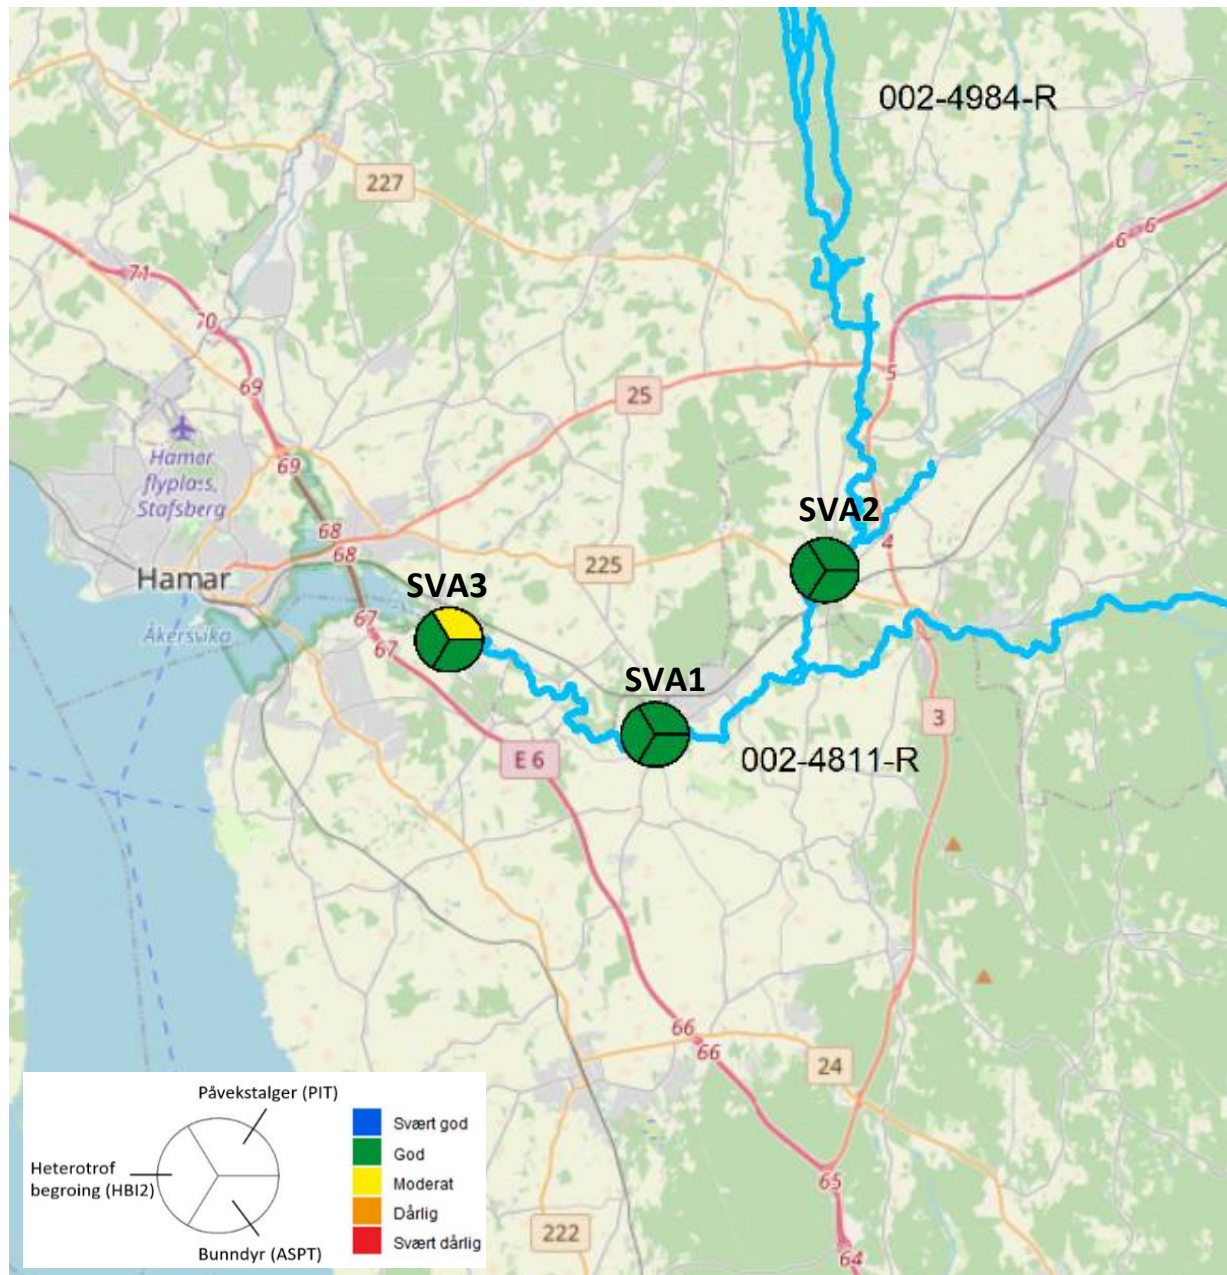 002-4984-R
227
6
6
71
70
5
69
25
Hamar
flyplass,
Stafsberg
69
SVA2
68
4
68
225
Hamar
SVA3
67
Åkersvika
67
SVA1
3
002-4811-R
E 6
66
66
24
65
222
64
Påvekstalger (PIT)
Heterotrof
begroing (HBI2)
Bunndyr (ASPT)
Svært god
God
Moderat
Dårlig
Svært dårlig